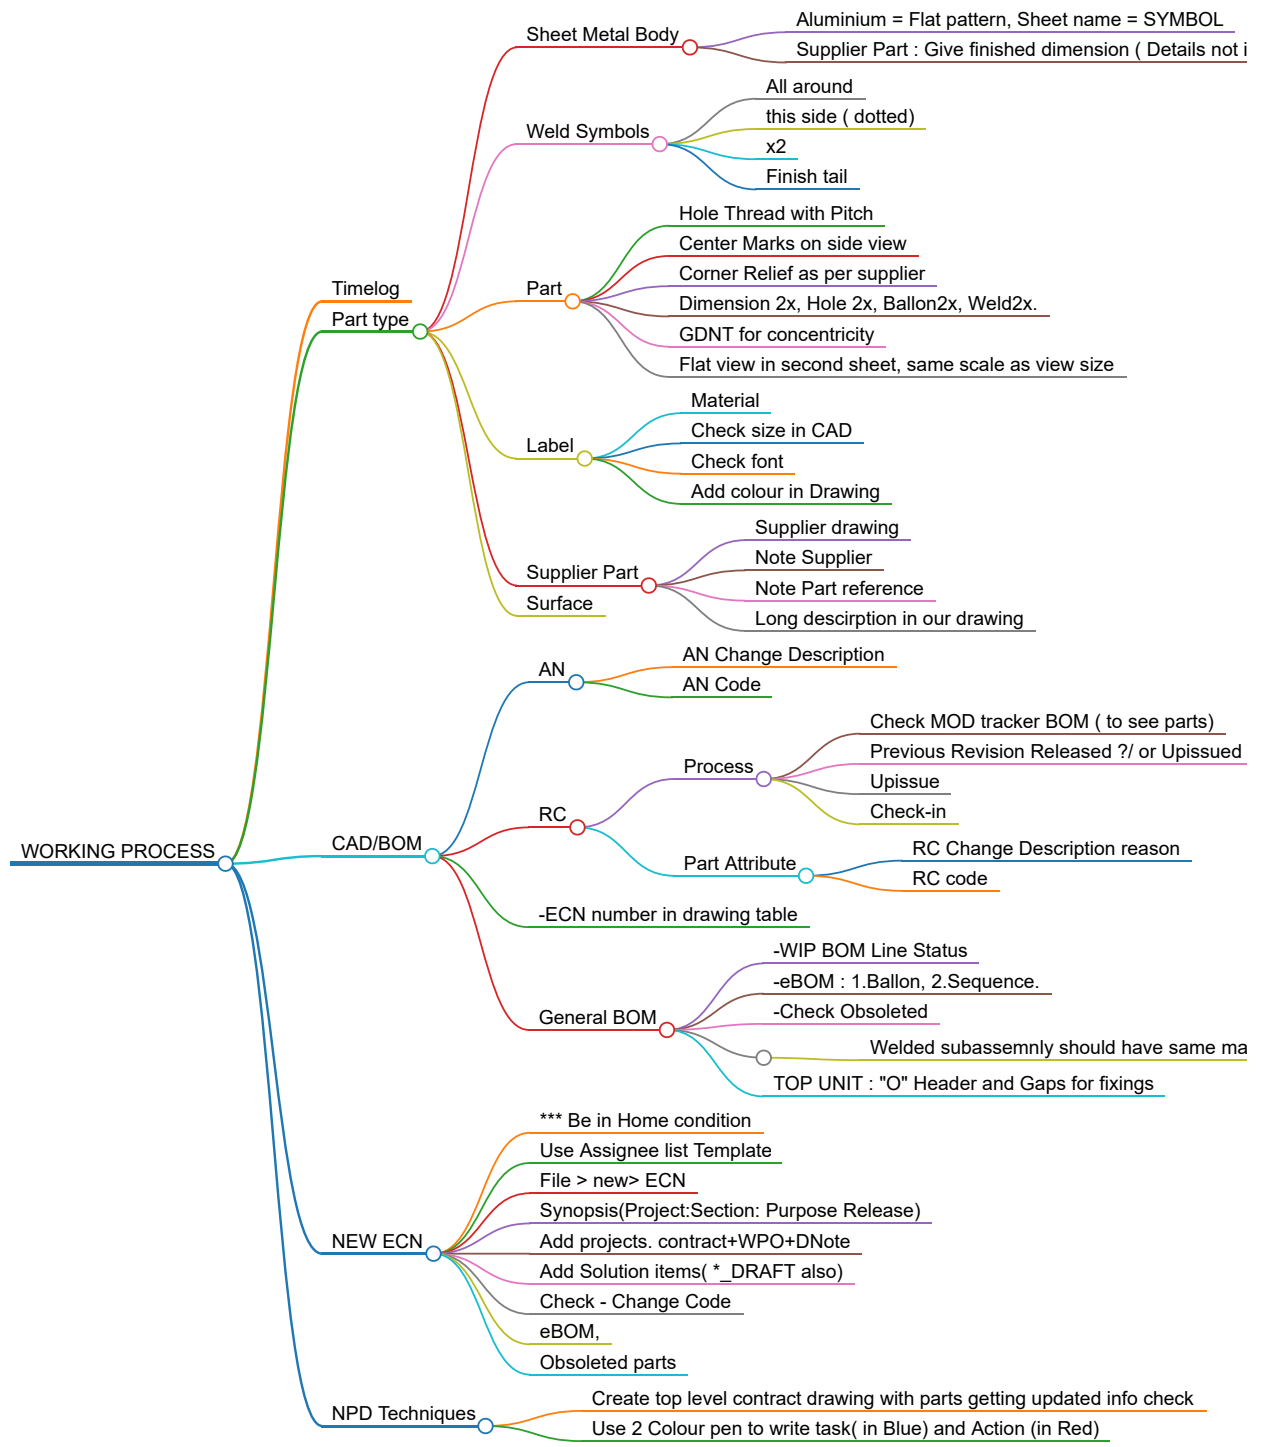 WORKING PROCESS
Timelog
Part type
Sheet Metal Body
Aluminium = Flat pattern, Sheet name = SYMBOL
Supplier Part : Give finished dimension ( Details not i
Weld Symbols
All around
this side ( dotted)
x2
Finish tail
Part
Hole Thread with Pitch
Center Marks on side view
Corner Relief as per supplier
Dimension 2x, Hole 2x, Ballon2x, Weld2x.
GDNT for concentricity
Flat view in second sheet, same scale as view size
Label
Material
Check size in CAD
Check font
Add colour in Drawing
Supplier Part
Supplier drawing
Note Supplier
Note Part reference
Long descirption in our drawing
Surface
CAD/BOM
AN
AN Change Description
AN Code
RC
Process
Check MOD tracker BOM ( to see parts)
Previous Revision Released ?/ or Upissued
Upissue
Check-in
Part Attribute
RC Change Description reason
RC code
-ECN number in drawing table
General BOM
-WIP BOM Line Status
-eBOM : 1.Ballon, 2.Sequence.
-Check Obsoleted
Welded subassemnly should have same ma
TOP UNIT : "O" Header and Gaps for fixings
NEW ECN
*** Be in Home condition
Use Assignee list Template
File > new> ECN
Synopsis(Project:Section: Purpose Release)
Add projects. contract+WPO+DNote
Add Solution items( *_DRAFT also)
Check - Change Code
eBOM,
Obsoleted parts
NPD Techniques
Create top level contract drawing with parts getting updated info check
Use 2 Colour pen to write task( in Blue) and Action (in Red)